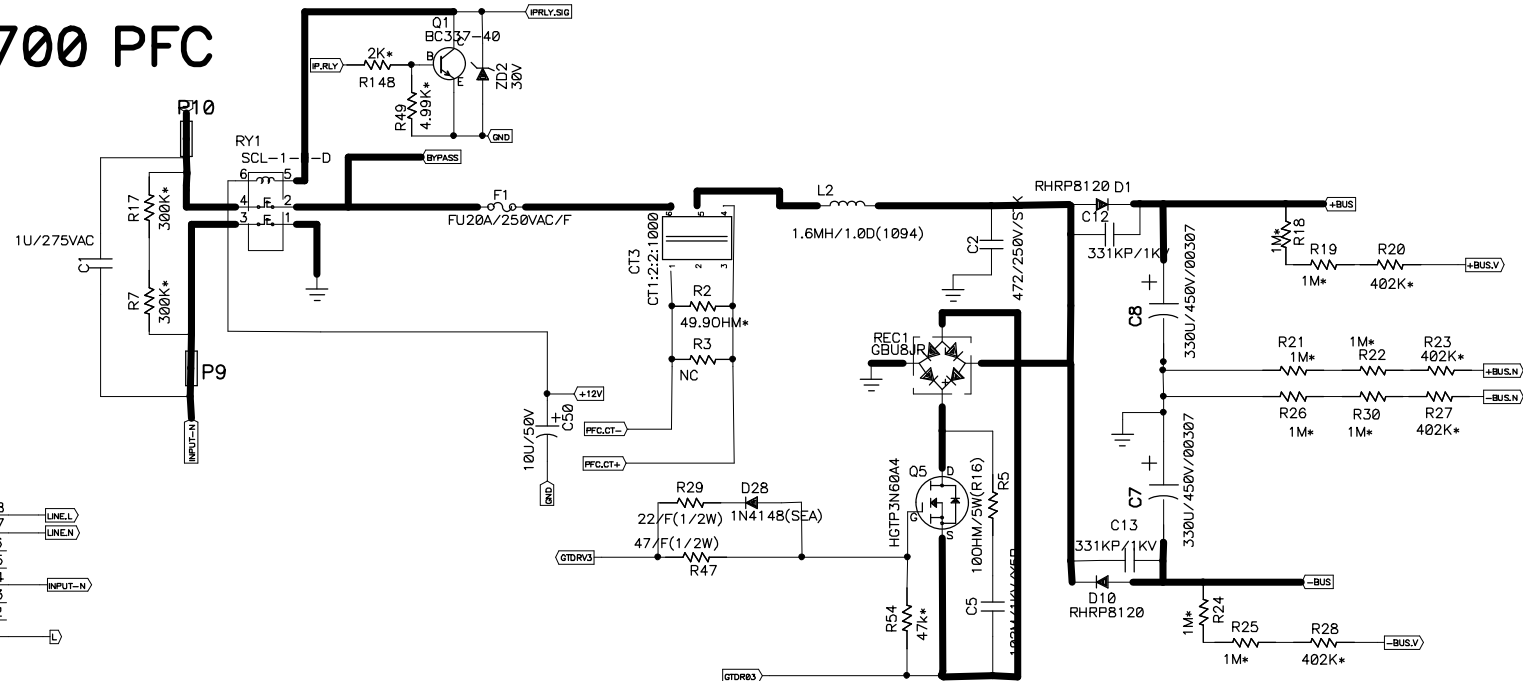 700 PFC
IPRLY.SIG
Q1
BC337-40
C
B
E
IP.RLY
2K*
R148
R49
4.99K*
ZD2
30V
GND
P10
RY1
SCL-1- -D
6
5
4
2
3
1
BYPASS
R17
300K*
R7
300K*
1U/275VAC
C1
P9
INPUT-N
F1
FU20A/250VAC/F
CT3
CT1:2:2:1000
6
5
4
1
2
3
R2
49.9OHM*
R3
NC
+12V
C50
10U/50V
+
GND
PFC.CT-
PFC.CT+
L2
1.6MH/1.0D(1094)
C2
472/250V/
RHRP8120
D1
C12
331KP/1KV
+BUS
R18
1M*
R19
1M*
R20
402K*
+BUS.V
+
C8
330U/450V/00307
REC1
GBU8JR
+
R21
1M*
1M*
R22
R23
402K*
+BUS.N
-BUS.N
R26
1M*
R30
1M*
R27
402K*
+
C7
330U/450V/00307
C13
331KP/1KV
D10
RHRP8120
-BUS
R24
1M*
R25
1M*
R28
402K*
-BUS.V
Q5
HGTP3N60A4
D
G
S
R5
10OHM/5W(R16)
C5
R29
22/F(1/2W)
D28
1N4148(SEA)
47/F(1/2W)
R47
GTDRV3
R54
47k*
GTDR03
LINE.L
LINE.N
INPUT-N
L